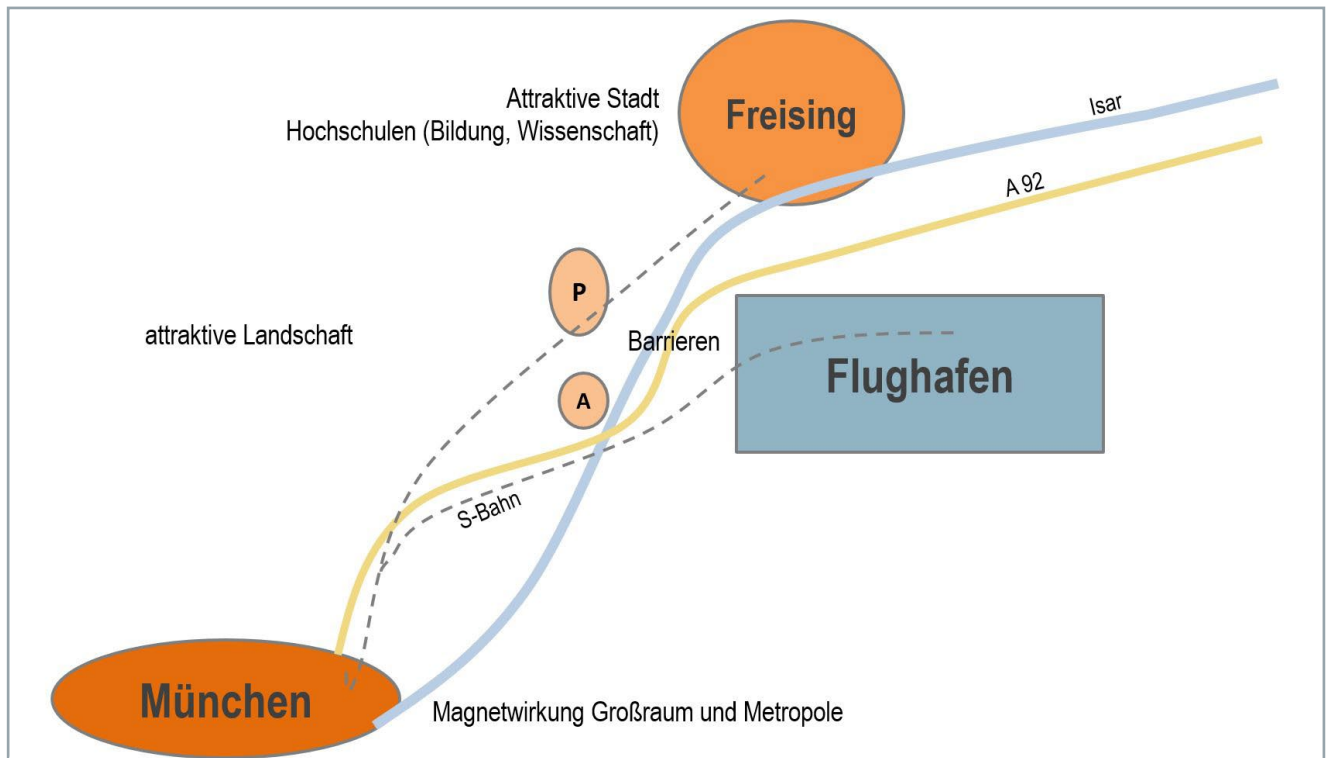 Attraktive Stadt
Hochschulen (Bildung, Wissenschaft)
Freising
Isar
A 92
P
attraktive Landschaft
Barrieren
Flughafen
A
S-Bahn
München
Magnetwirkung Großraum und Metropole